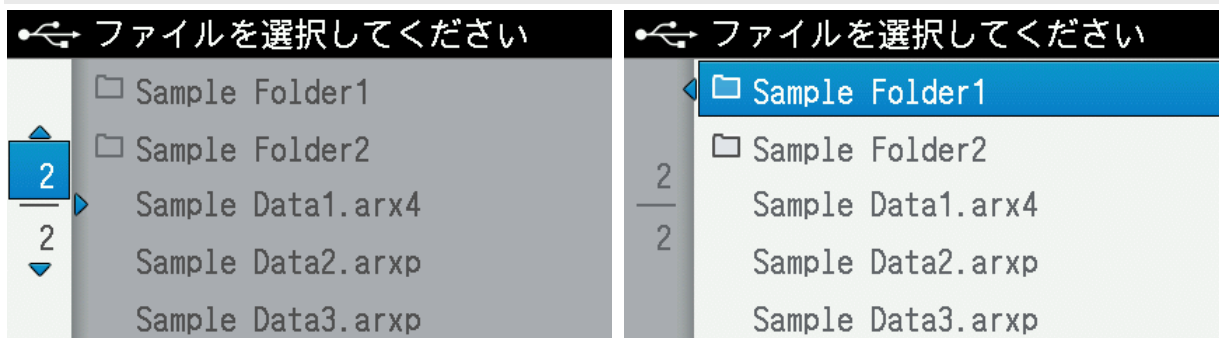 ファイルを選択してください
Sample Folder1
Sample Folder2
Sample Data1.arx4
Sample Data2.arxp
Sample Data3.arxp
2
2
ファイルを選択してください
Sample Folder1
Sample Folder2
Sample Data1.arx4
Sample Data2.arxp
Sample Data3.arxp
2
2